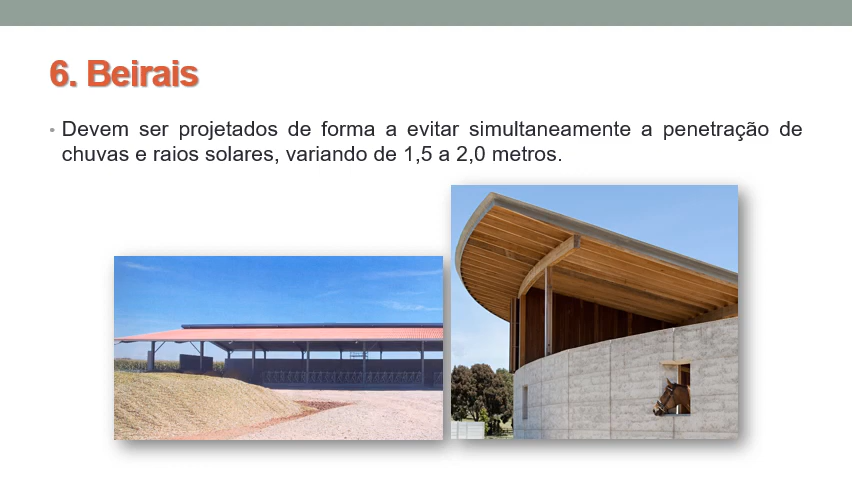 6. Beirais
• Devem ser projetados de forma a evitar simultaneamente a penetração de
chuvas e raios solares, variando de 1,5 a 2,0 metros.